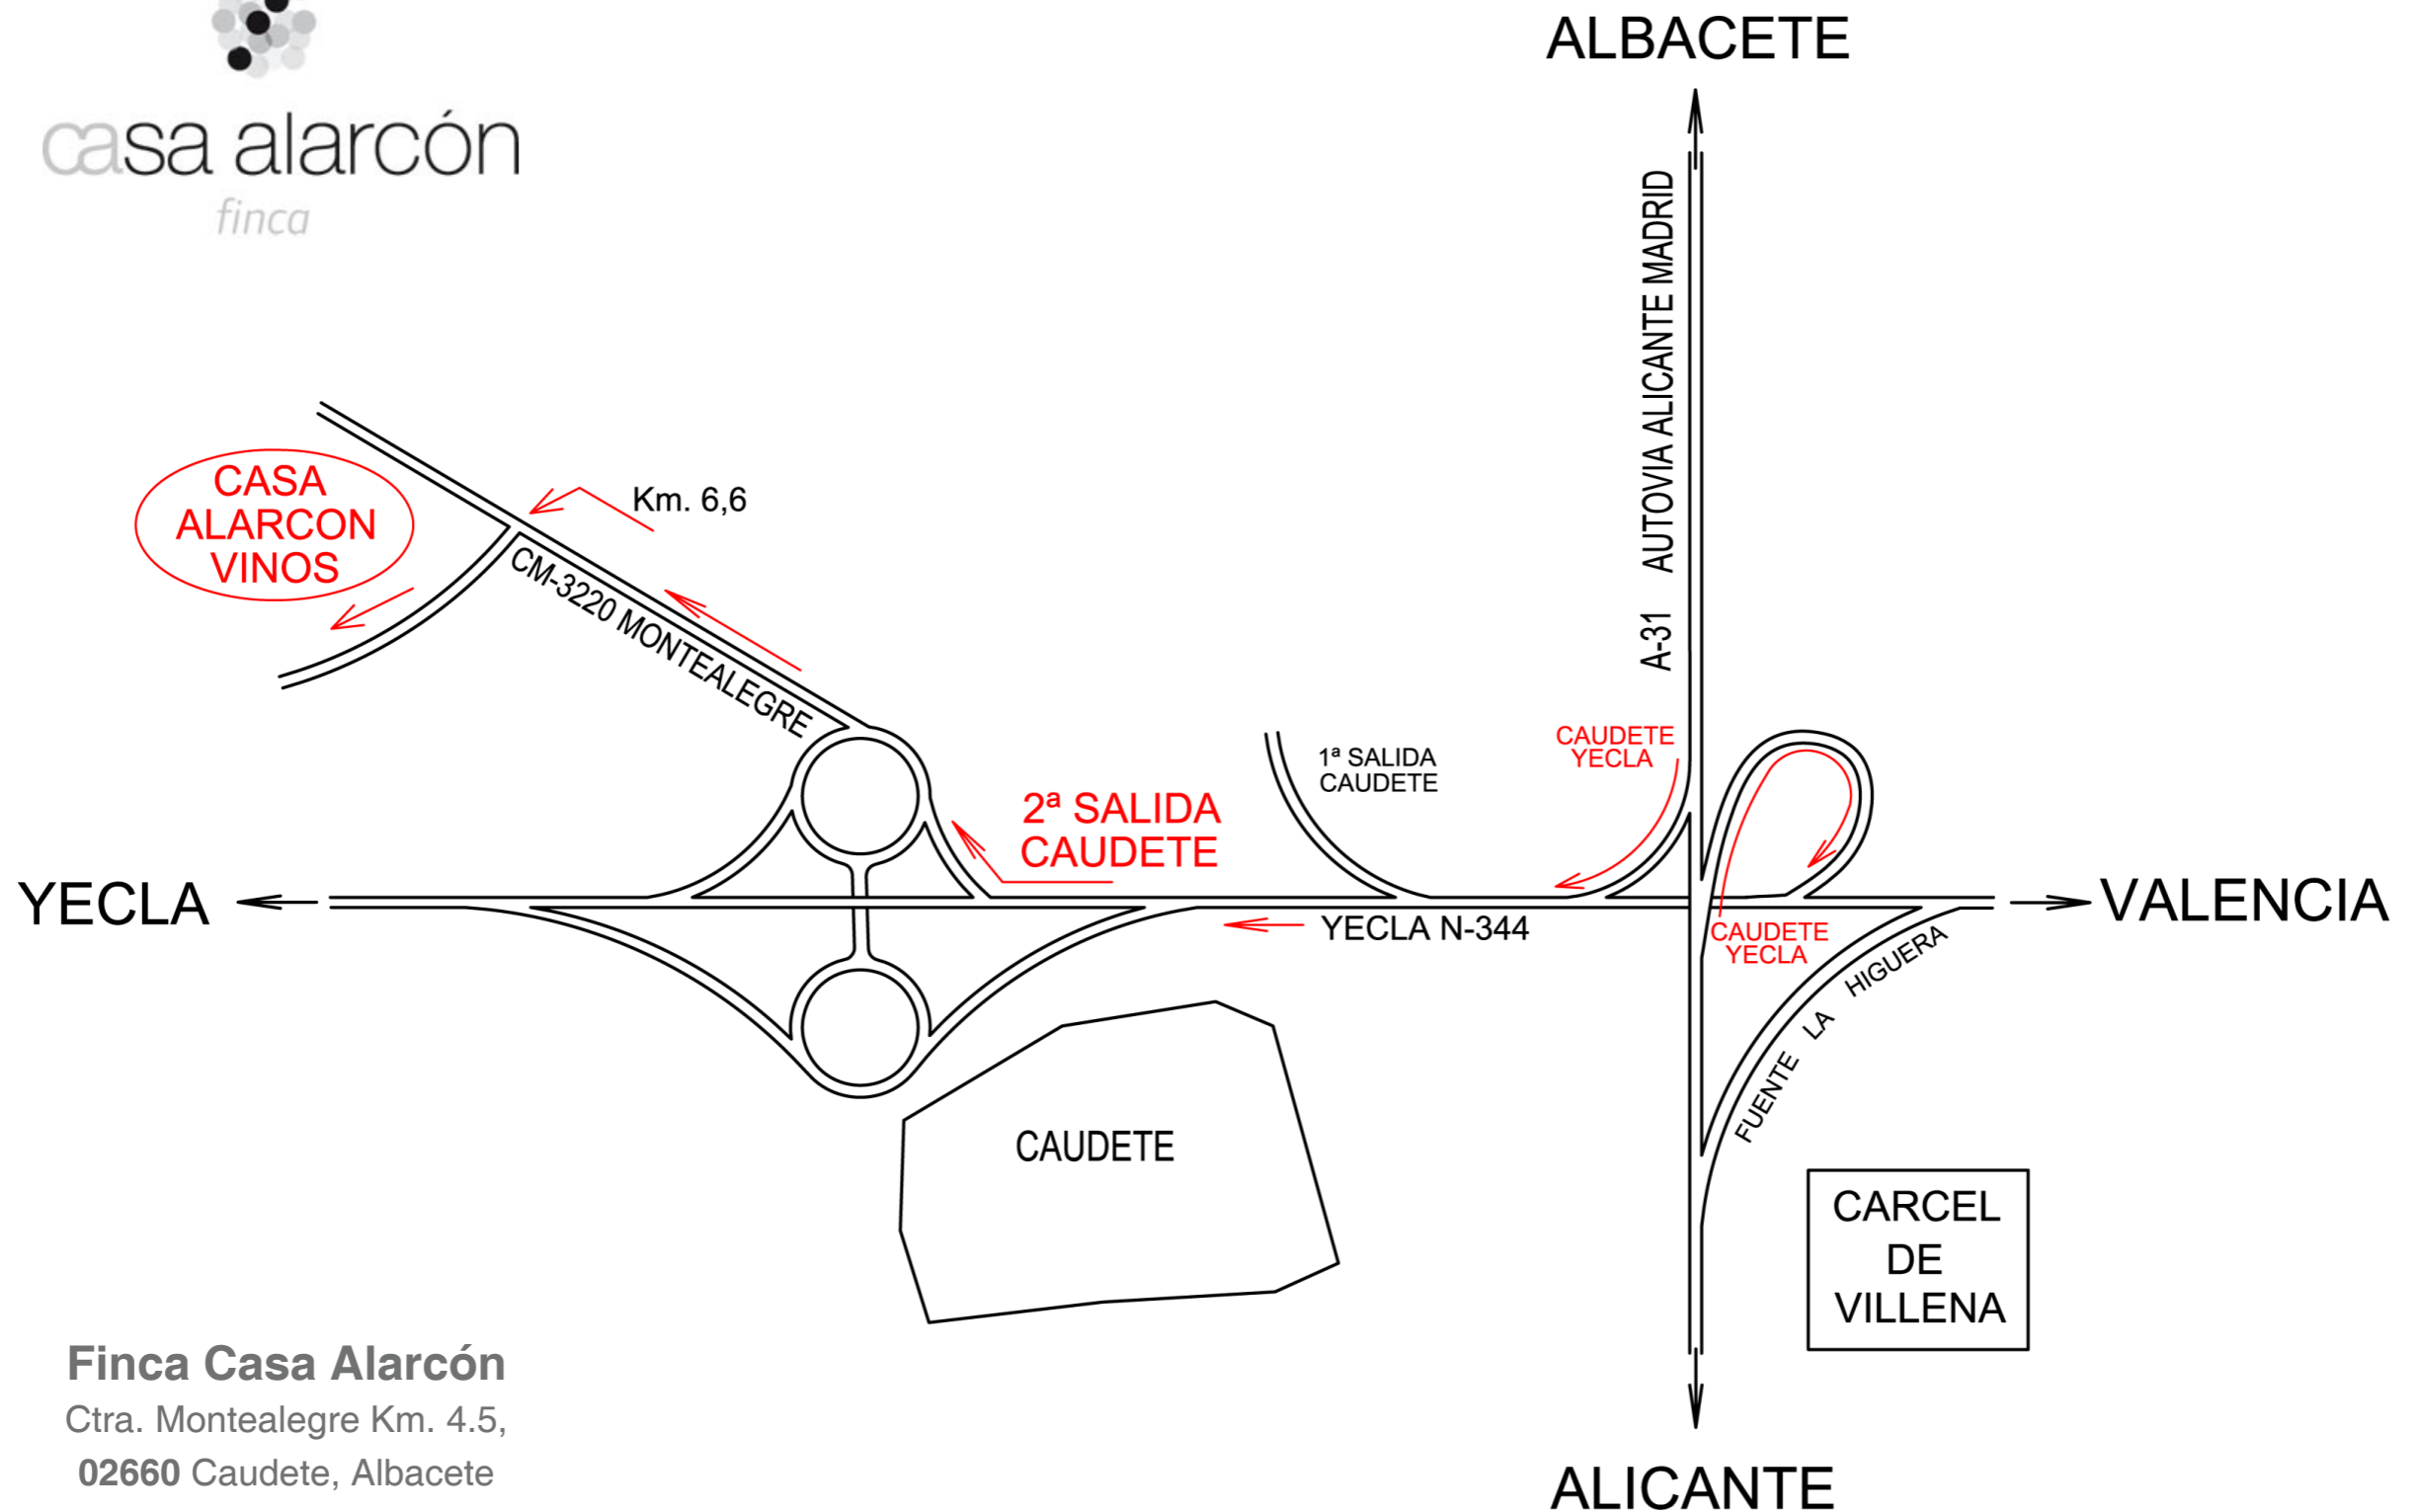 casa alarcón
finca
ALBACETE
A-31 AUTOVIA ALICANTE MADRID
CASA
ALARCON
VINOS
Km. 6,6
CM-3220 MONTEALEGRE
2ª SALIDA
CAUDETE
1ª SALIDA
CAUDETE
CAUDETE
YECLA
YECLA
YECLA N-344
CAUDETE
YECLA
VALENCIA
FUENTE LA HIGUERA
CAUDETE
CARCEL
DE
VILLENA
Finca Casa Alarcón
Ctra. Montealegre Km. 4.5,
02660 Caudete, Albacete
ALICANTE